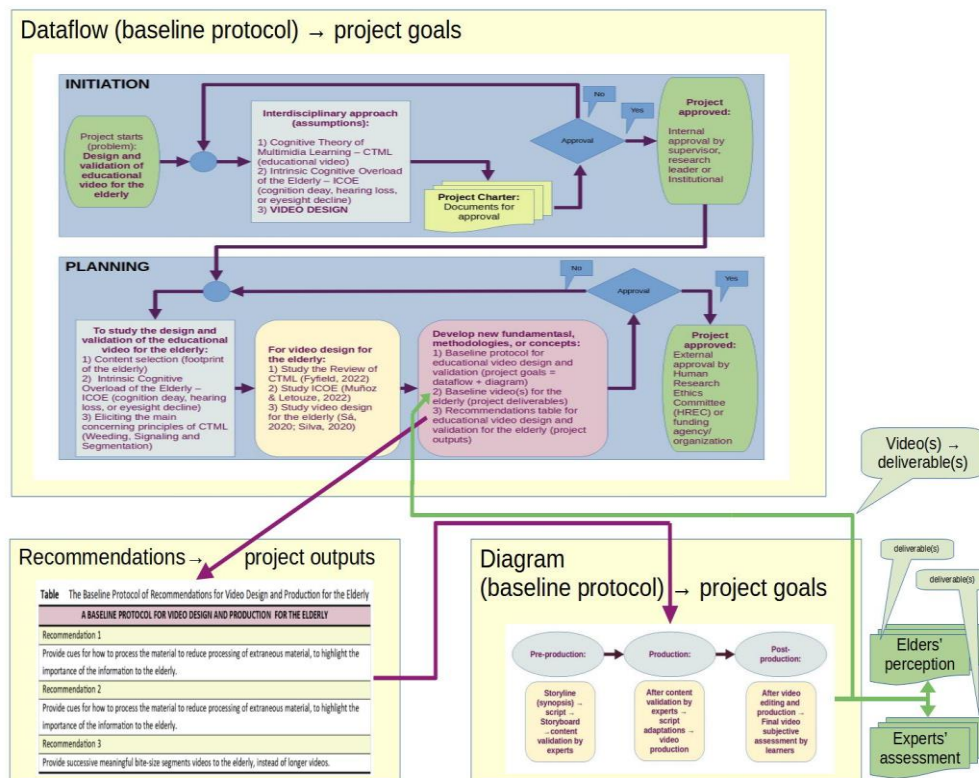 Dataflow (baseline protocol) → project goals
INITIATION
Project starts
(problem):
Design and
validation of
educational
video for the
elderly
Interdisciplinary approach
(assumptions):
1) Cognitive Theory of
Multimidia Learning – CTML
(educational video)
2) Intrinsic Cognitive Overload
of the Elderly – ICOE
(cognition deay, hearing loss,
or eyesight decline)
3) VIDEO DESIGN
Project Charter:
Documents for
approval
No
Yes
Approval
Project
approved:
Internal
approval by
supervisor,
research
leader or
Institutional
PLANNING
To study the design and
validation of the educational
video for the elderly:
1) Content selection (footprint
of the elderly)
2) Intrinsic Cognitive
Overload of the Elderly –
ICOE (cognition deay, hearing
loss, or eyesight decline)
3) Eliciting the main
concerning principles of CTML
(Weeding, Signaling and
Segmentation)
For video design for
the elderly:
1) Study the Review of
CTML (Fyfield, 2022)
2) Study ICOE (Muñoz
& Letouze, 2022)
3) Study video design
for the elderly (Sá,
2020; Silva, 2020)
Develop new fundamentasl,
methodologies, or concepts:
1) Baseline protocol for
educational video design and
validation (project goals =
dataflow + diagram)
2) Baseline video(s) for the
elderly (project deliverables)
3) Recommendations table for
educational video design and
validation for the elderly (project
outputs)
No
Yes
Approval
Project
approved:
External
approval by
Human
Research
Ethics
Committee
(HREC) or
funding
agency/
organization
Video(s) →
deliverable(s)
Recommendations→ project outputs
Table The Baseline Protocol of Recommendations for Video Design and Production for the Elderly
A BASELINE PROTOCOL FOR VIDEO DESIGN AND PRODUCTION FOR THE ELDERLY
Recommendation 1
Provide cues for how to process the material to reduce processing of extraneous material, to highlight the
importance of the information to the elderly.
Recommendation 2
Provide cues for how to process the material to reduce processing of extraneous material, to highlight the
importance of the information to the elderly.
Recommendation 3
Provide successive meaningful bite-size segments videos to the elderly, instead of longer videos.
Diagram
(baseline protocol) → project goals
Pre-production:
Production:
Post-
production:
Storyline
(synopsis) →
script →
Storyboard
→content
validation by
experts
After content
validation by
experts →
script
adaptations →
video
production
After video
editing and
production →
Final video
subjective
assessment by
learners
deliverable(s)
deliverable(s)
Elders'
perception
Experts'
assessment